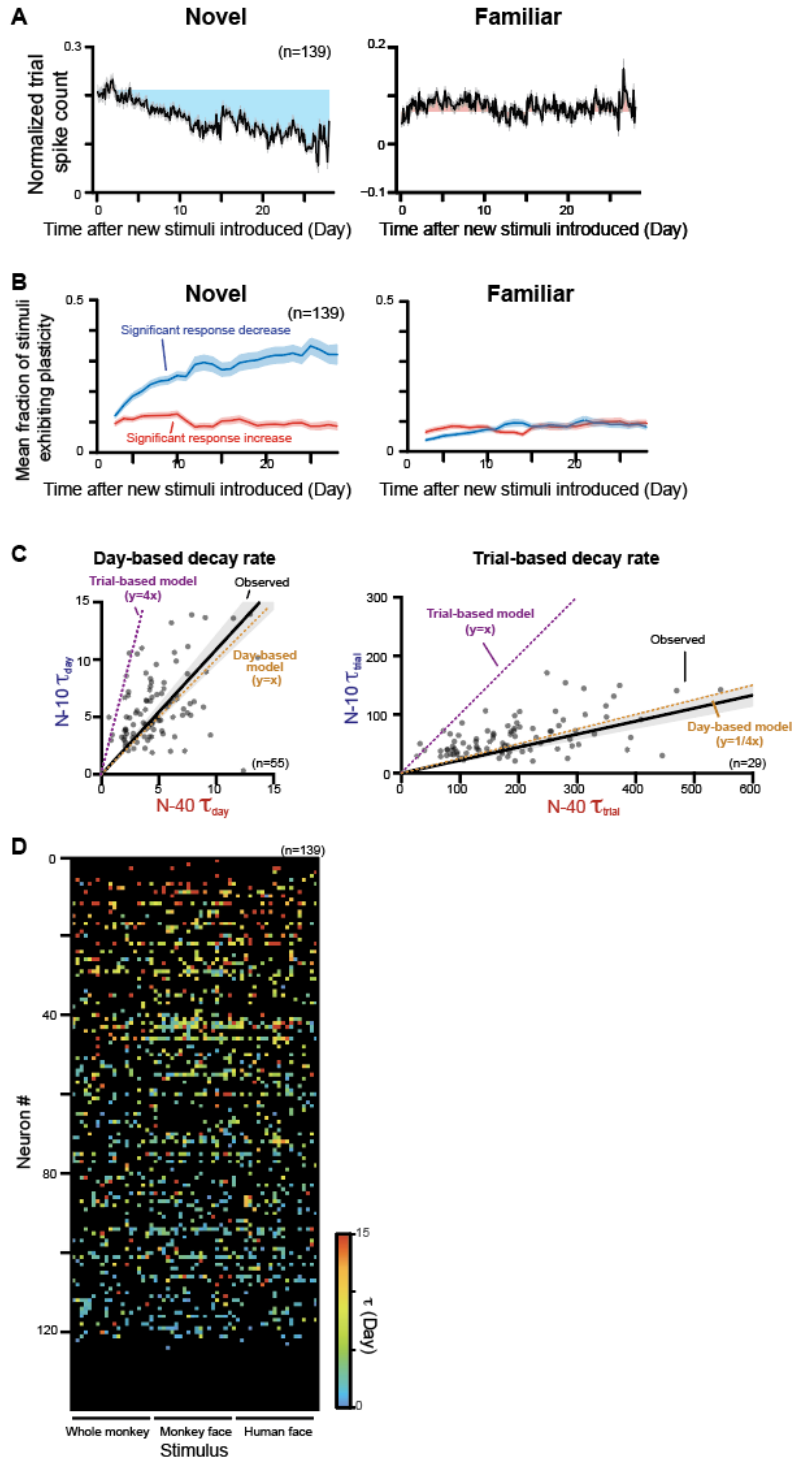 A
Novel
Familiar
(n=139)
Normalized trial
spike count
0.3
0
0.2
0
−0.1
0
10
20
0
10
20
Time after new stimuli introduced (Day)
Time after new stimuli introduced (Day)
B
Novel
Familiar
(n=139)
Mean fraction of stimuli
exhibiting plasticity
0.5
0
Significant response decrease
Significant response increase
0.5
0
0
10
20
0
10
20
Time after new stimuli introduced (Day)
Time after new stimuli introduced (Day)
C
Day-based decay rate
Trial-based decay rate
Trial-based model
(y=4x)
Observed
Day-based
model
(y=x)
15
10
5
0
N-10 τday
0
5
10
15
(n=55)
N-40 τday
300
200
100
0
N-10 τtrial
Trial-based model
(y=x)
Observed
Day-based model
(y=1/4x)
(n=29)
0
100
200
300
400
500
600
N-40 τtrial
D
(n=139)
0
40
80
120
Neuron #
15
0
τ (Day)
Whole monkey
Monkey face
Human face
Stimulus